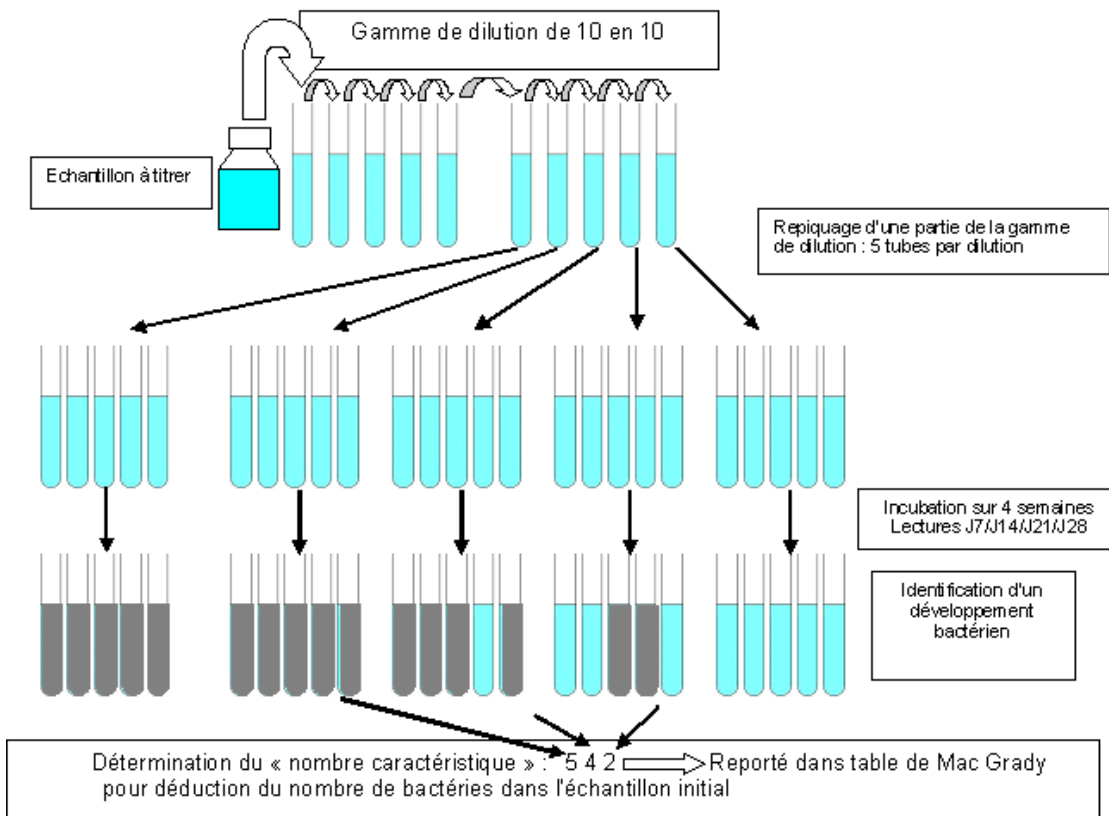 Gamme de dilution de 10 en 10
Echantillon à titrer
Repiquage d'une partie de la gamme
de dilution : 5 tubes par dilution
Incubation sur 4 semaines
Lectures J7/J14/J21/J28
Identification d'un
développement
bactérien
Détermination du « nombre caractéristique » : 5 4 2 Reporté dans table de Mac Grady
pour déduction du nombre de bactéries dans l'échantillon initial